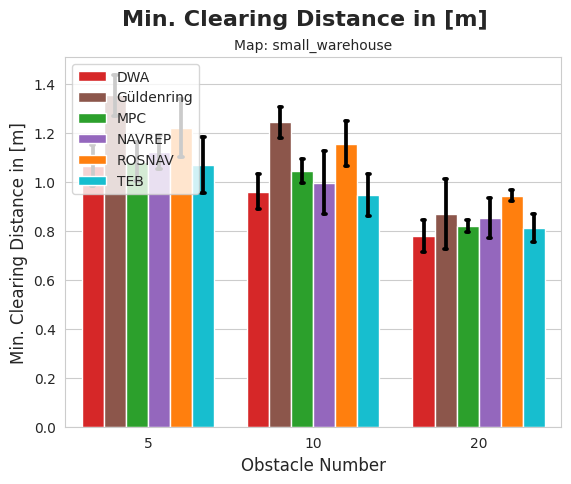 Min. Clearing Distance in [m]
Map: small_warehouse
Min. Clearing Distance in [m]
1.4
1.2
1.0
0.8
0.6
0.4
0.2
0.0
DWA
Güldenring
MPC
NAVREP
ROSNAV
TEB
5
10
20
Obstacle Number